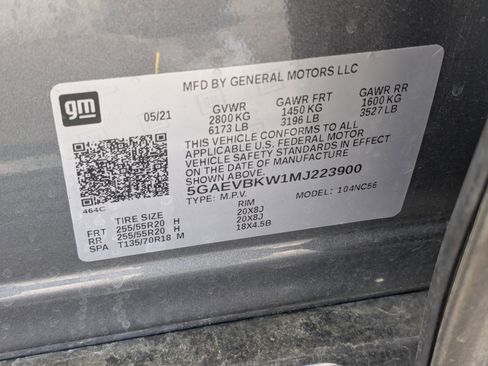 MFD BY GENERAL MOTORS LLC
gm
05/21 GVWR GAWR FRT GAWR RR
2800 KG 1450 KG 1600 KG
6173 LB 3196 LB 3527 LB
THIS VEHICLE CONFORMS TO ALL
APPLICABLE U.S. FEDERAL MOTOR
VEHICLE SAFETY STANDARDS IN EFFECT
ON THE DATE OF MANUFACTURE
SHOWN ABOVE.
5GAEVBKW1MJ223900
TYPE: M.P.V. MODEL: 104NC56
464C
TIRE SIZE RIM
FRT 255/55R20 H 20X8J
RR 255/55R20 H 20X8J
SPA T135/70R18 M 18X4.5B